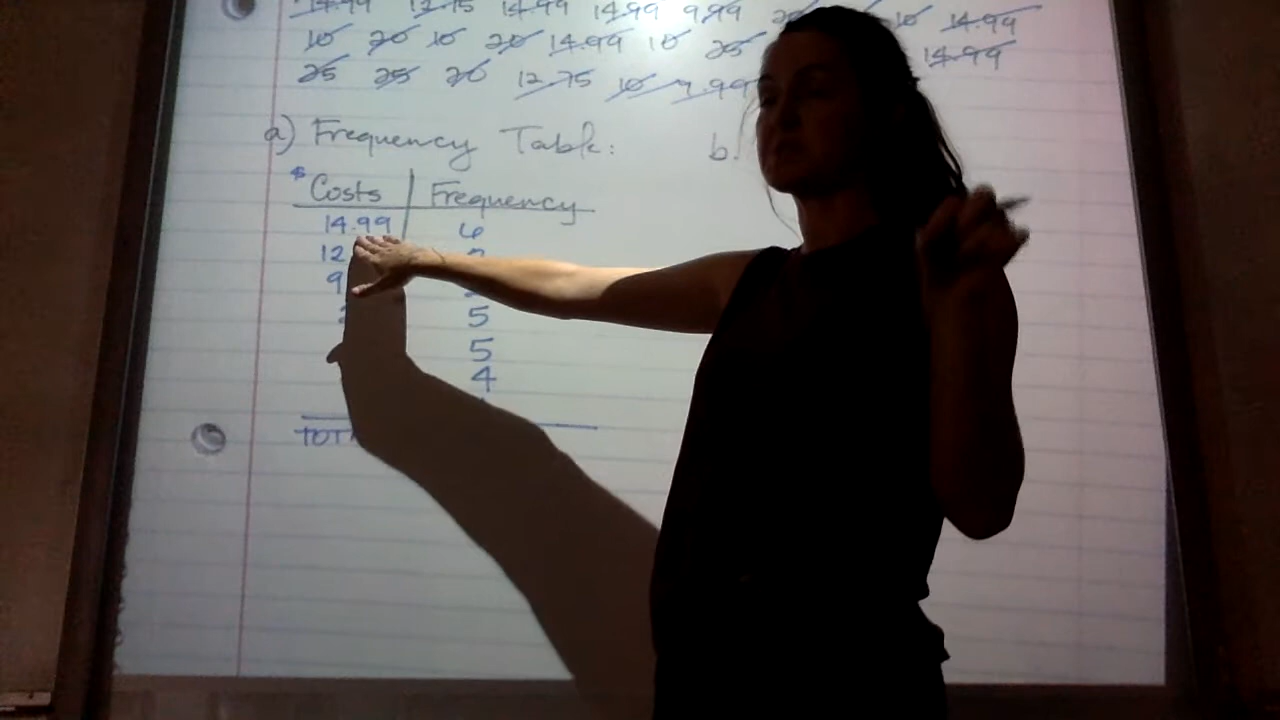 14.99 12.75 14.99 14.99 9.99 10 14.99
10 20 10 20 14.99 10 25 14.99
25 25 20 12.75 10 9.99
a) Frequency Table: b.
$ Costs Frequency
14.99 6
12
9
5
5
4
TOT